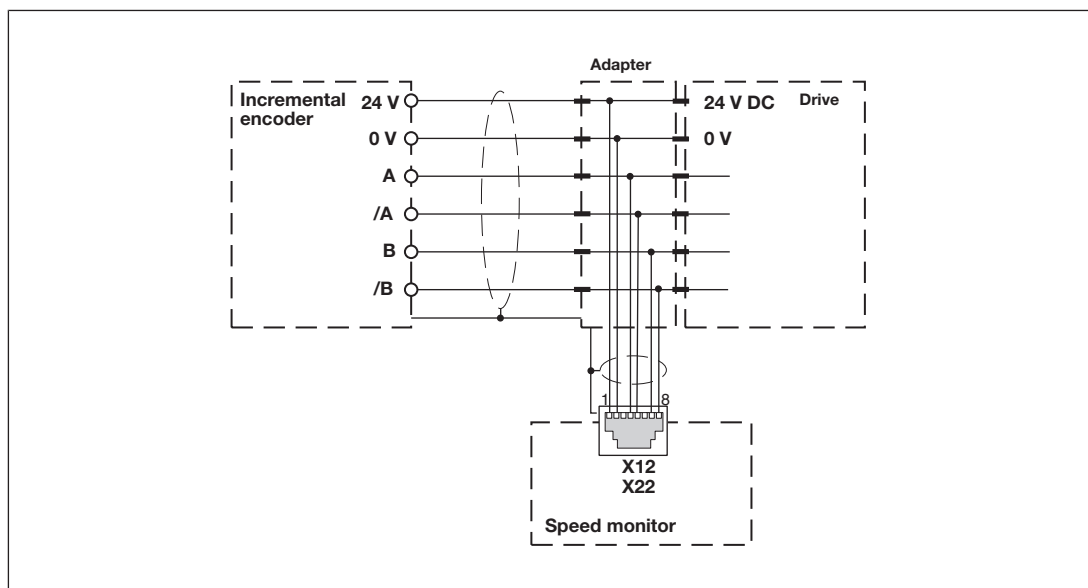 Adapter
Incremental
encoder
24 V
0 V
A
/A
B
/B
24 V DC
Drive
0 V
1
8
X12
X22
Speed monitor